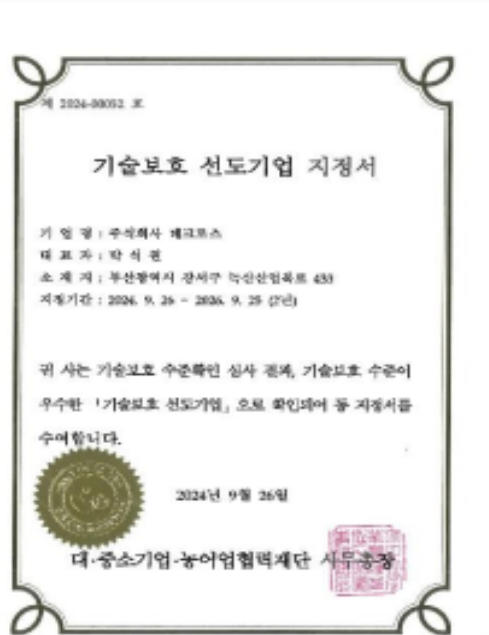 제 2024-00052 호
기술보호 선도기업 지정서
기 업 명 : 주식회사 테크로스
대 표 자 : 박 석 원
소 재 지 : 부산광역시 강서구 녹산산업북로 433
지정기간 : 2024. 9. 26 ~ 2026. 9. 25 (2년)
귀 사는 기술보호 수준확인 심사 결과, 기술보호 수준이
우수한 「기술보호 선도기업」으로 확인되어 동 지정서를
수여합니다.
2024년 9월 26일
대·중소기업·농어업협력재단 사무총장